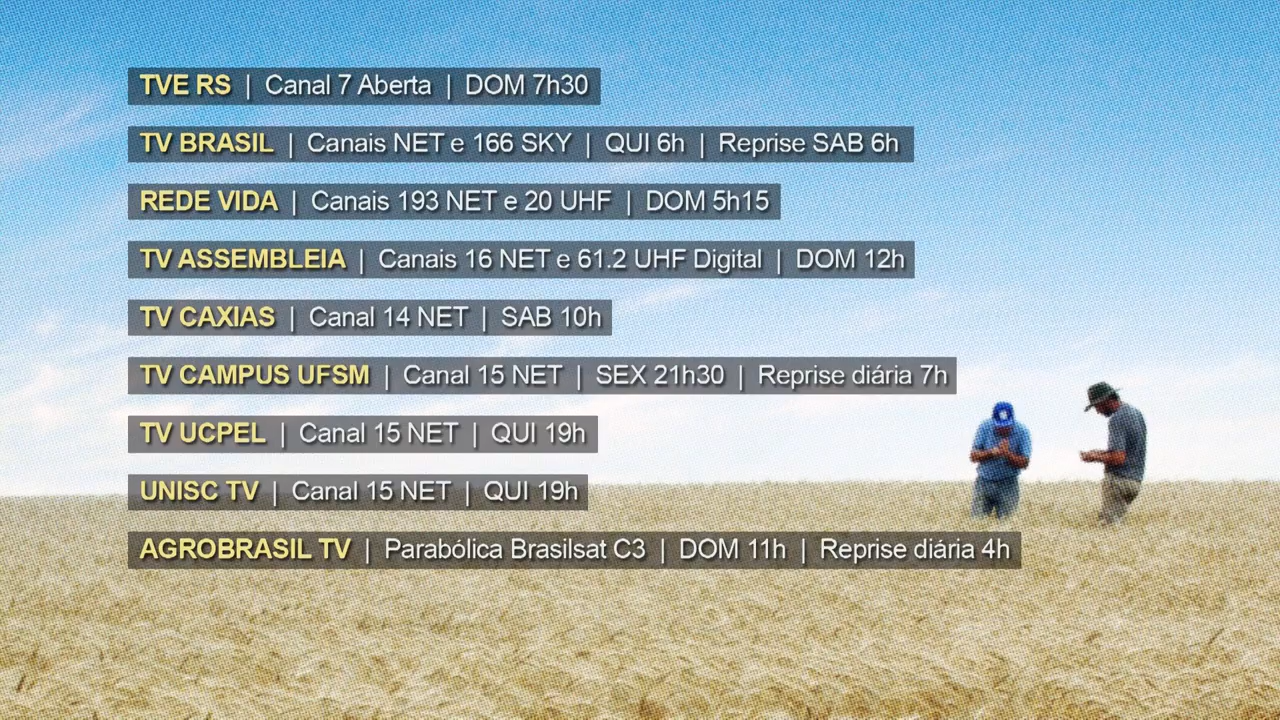 TVE RS | Canal 7 Aberta | DOM 7h30
TV BRASIL | Canais NET e 166 SKY | QUI 6h | Reprise SAB 6h
REDE VIDA | Canais 193 NET e 20 UHF | DOM 5h15
TV ASSEMBLEIA | Canais 16 NET e 61.2 UHF Digital | DOM 12h
TV CAXIAS | Canal 14 NET | SAB 10h
TV CAMPUS UFSM | Canal 15 NET | SEX 21h30 | Reprise diária 7h
TV UCPEL | Canal 15 NET | QUI 19h
UNISC TV | Canal 15 NET | QUI 19h
AGROBRASIL TV | Parabólica Brasilsat C3 | DOM 11h | Reprise diária 4h